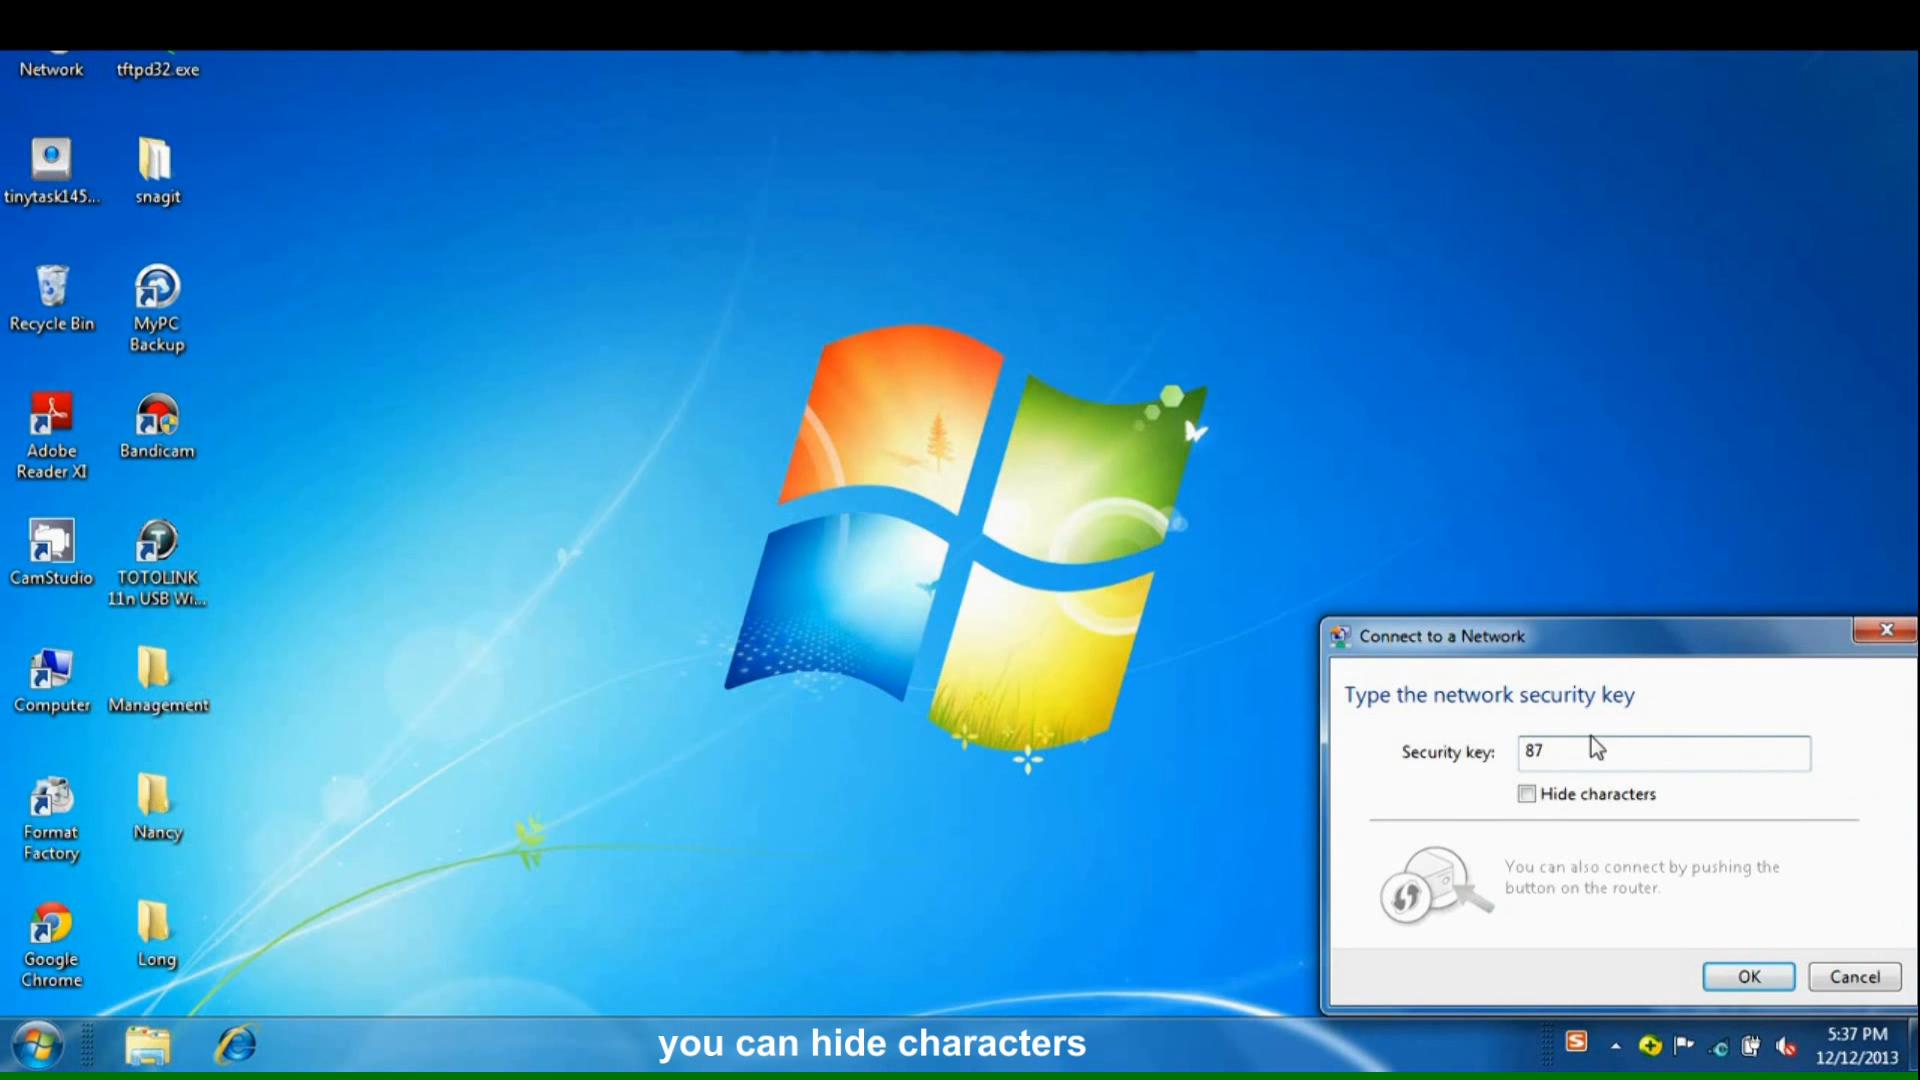 Network
tftpd32.exe
tinytask145...
snagit
Recycle Bin
MyPC
Backup
Adobe
Reader XI
Bandicam
CamStudio
TOTOLINK
11n USB Wi...
Computer
Management
Format
Factory
Nancy
Google
Chrome
Long
Connect to a Network
Type the network security key
Security key: 87
Hide characters
You can also connect by pushing the
button on the router.
OK Cancel
you can hide characters
5:37 PM
12/12/2013